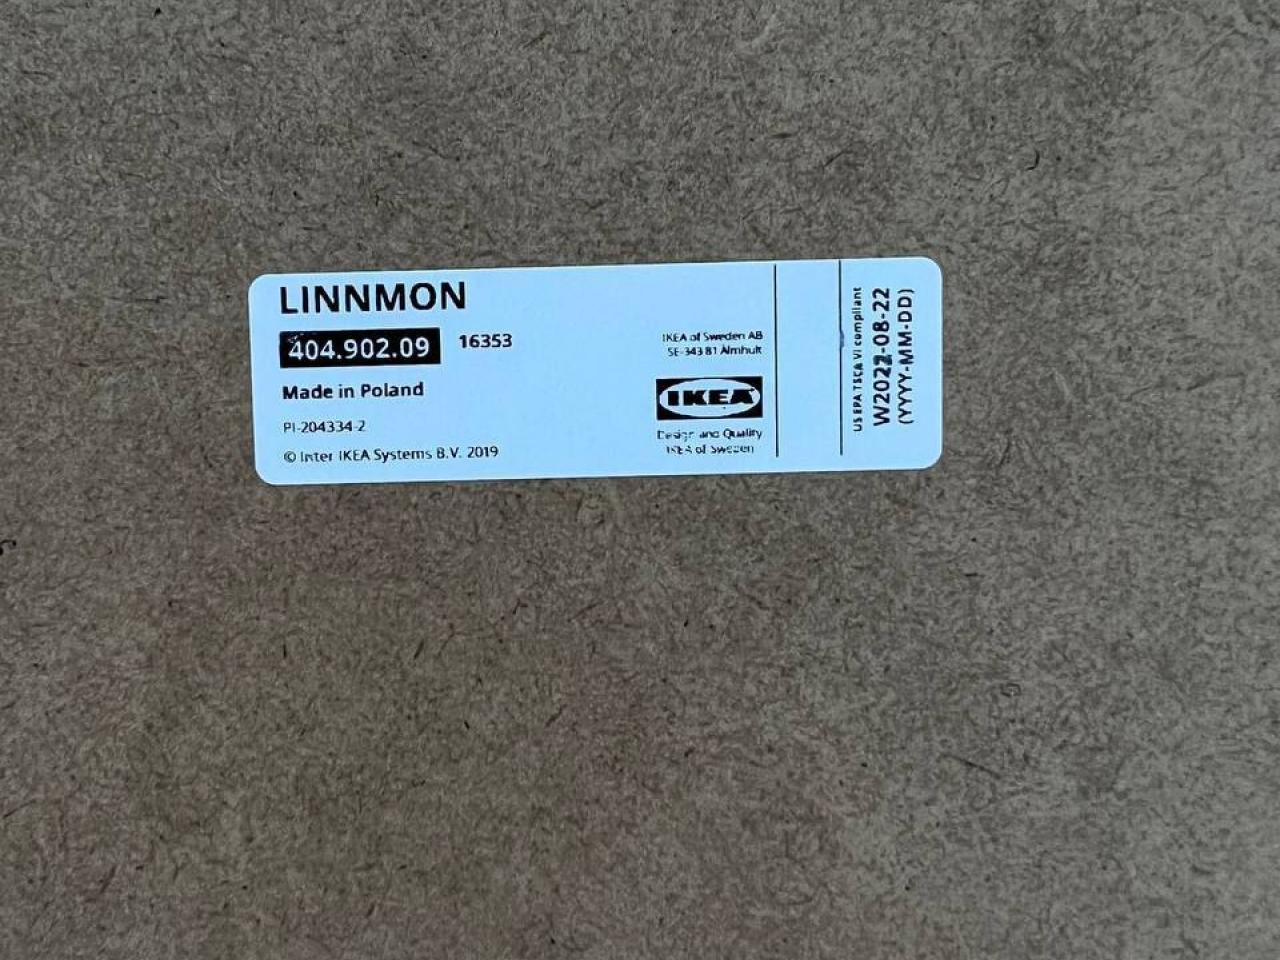 LINNMON
404.902.09 16353
Made in Poland
PI-204334-2
© Inter IKEA Systems B.V. 2019
IKEA of Sweden AB
SE-343 81 Älmhult
IKEA
Design and Quality
IKEA of Sweden
US EPA TSCA VI compliant
W2022-08-22
(YYYY-MM-DD)